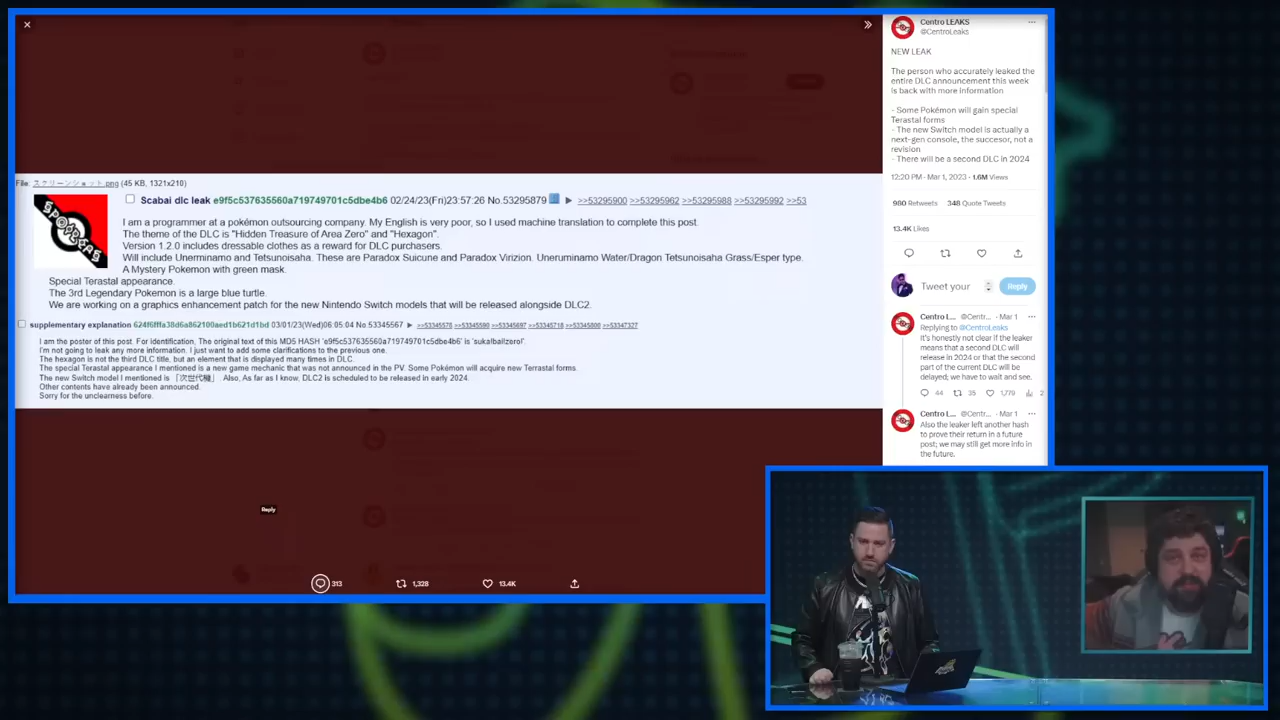 File: スクリーンショット.png (45 KB, 1321x210)
Scabai dlc leak e9f5c537635560a719749701c5dbe4b6 02/24/23(Fri)23:57:26 No.53295879 ▶ >>53295900 >>53295962 >>53295988 >>53295992 >>53
I am a programmer at a pokémon outsourcing company. My English is very poor, so I used machine translation to complete this post.
The theme of the DLC is "Hidden Treasure of Area Zero" and "Hexagon".
Version 1.2.0 includes dressable clothes as a reward for DLC purchasers.
Will include Unerminamo and Tetsunoisaha. These are Paradox Suicune and Paradox Virizion. Uneruminamo Water/Dragon Tetsunoisaha Grass/Esper type.
A Mystery Pokemon with green mask.
Special Terastal appearance.
The 3rd Legendary Pokemon is a large blue turtle.
We are working on a graphics enhancement patch for the new Nintendo Switch models that will be released alongside DLC2.
supplementary explanation 03/01/23(Wed)06:05:04 No.53345567 ▶
I am the poster of this post. For identification, The original text of this MD5 HASH 'e9f5c537635560a719749701c5dbe4b6' is 'suka!bailzero!'.
I'm not going to leak any more information. I just want to add some clarifications to the previous one.
The hexagon is not the third DLC title, but an element that is displayed many times in DLC.
The special Terastal appearance I mentioned is a new game mechanic that was not announced in the PV. Some Pokémon will acquire new Terrastal forms.
The new Switch model I mentioned is 「次世代機」 Also, As far as I know, DLC2 is scheduled to be released in early 2024.
Other contents have already been announced.
Sorry for the unclearness before.
Reply
313 1,328 13.4K
Centro LEAKS
@CentroLeaks
NEW LEAK
The person who accurately leaked the
entire DLC announcement this week
is back with more information
- Some Pokémon will gain special
Terastal forms
- The new Switch model is actually a
next-gen console, the succesor, not a
revision
- There will be a second DLC in 2024
12:20 PM · Mar 1, 2023 · 1.6M Views
980 Retweets 348 Quote Tweets
13.4K Likes
Tweet your
Reply
Centro L... @Centr... · Mar 1
Replying to @CentroLeaks
It's honestly not clear if the leaker
means that a second DLC will
release in 2024 or that the second
part of the current DLC will be
delayed; we have to wait and see.
44 35 1,779 2
Centro L... @Centr... · Mar 1
Also the leaker left another hash
to prove their return in a future
post; we may still get more info in
the future.